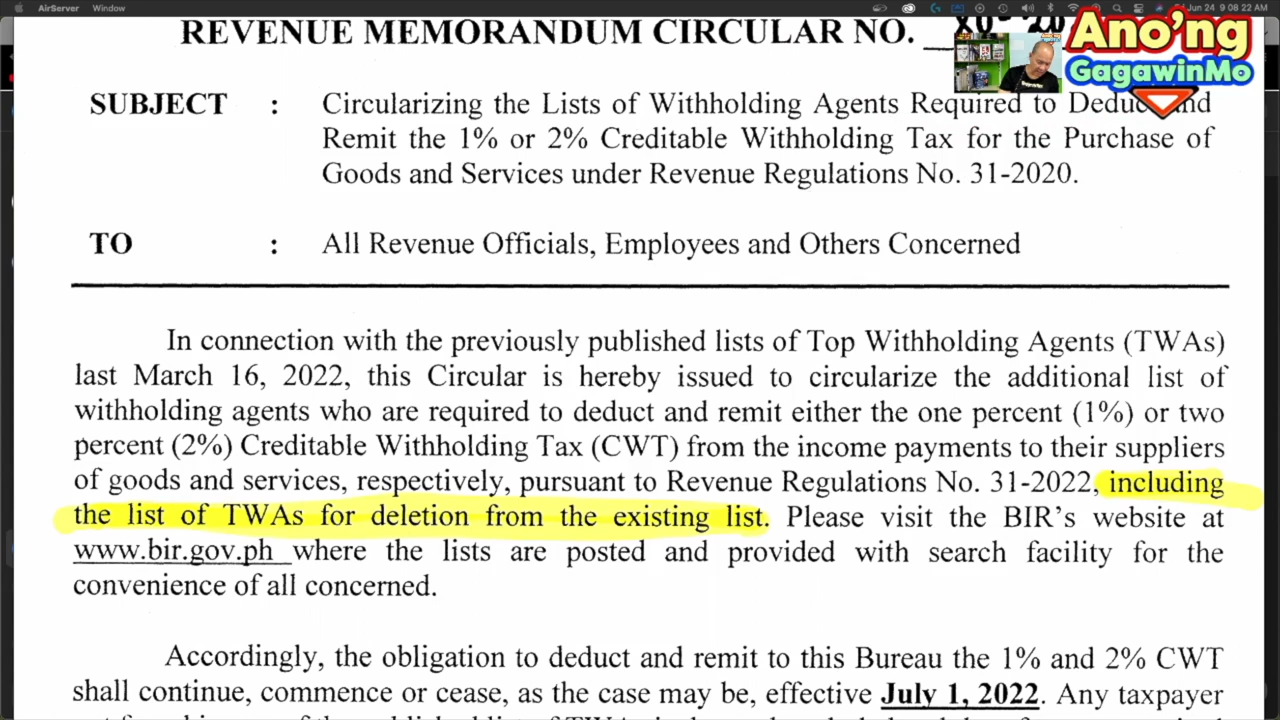 AirServer Window
Jun 24 9 08 22 AM
REVENUE MEMORANDUM CIRCULAR NO.
Ano'ng
GagawinMo
SUBJECT : Circularizing the Lists of Withholding Agents Required to Deduct and
Remit the 1% or 2% Creditable Withholding Tax for the Purchase of
Goods and Services under Revenue Regulations No. 31-2020.
TO : All Revenue Officials, Employees and Others Concerned
In connection with the previously published lists of Top Withholding Agents (TWAs)
last March 16, 2022, this Circular is hereby issued to circularize the additional list of
withholding agents who are required to deduct and remit either the one percent (1%) or two
percent (2%) Creditable Withholding Tax (CWT) from the income payments to their suppliers
of goods and services, respectively, pursuant to Revenue Regulations No. 31-2022, including
the list of TWAs for deletion from the existing list. Please visit the BIR's website at
www.bir.gov.ph where the lists are posted and provided with search facility for the
convenience of all concerned.
Accordingly, the obligation to deduct and remit to this Bureau the 1% and 2% CWT
shall continue, commence or cease, as the case may be, effective July 1, 2022. Any taxpayer